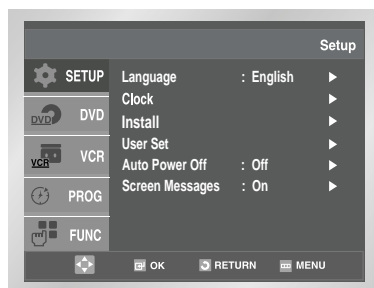 Setup
SETUP
Language : English ►
Clock ►
DVD DVD
Install ►
User Set ►
VCR VCR
Auto Power Off : Off ►
PROG
Screen Messages : On ►
FUNC
OK RETURN MENU